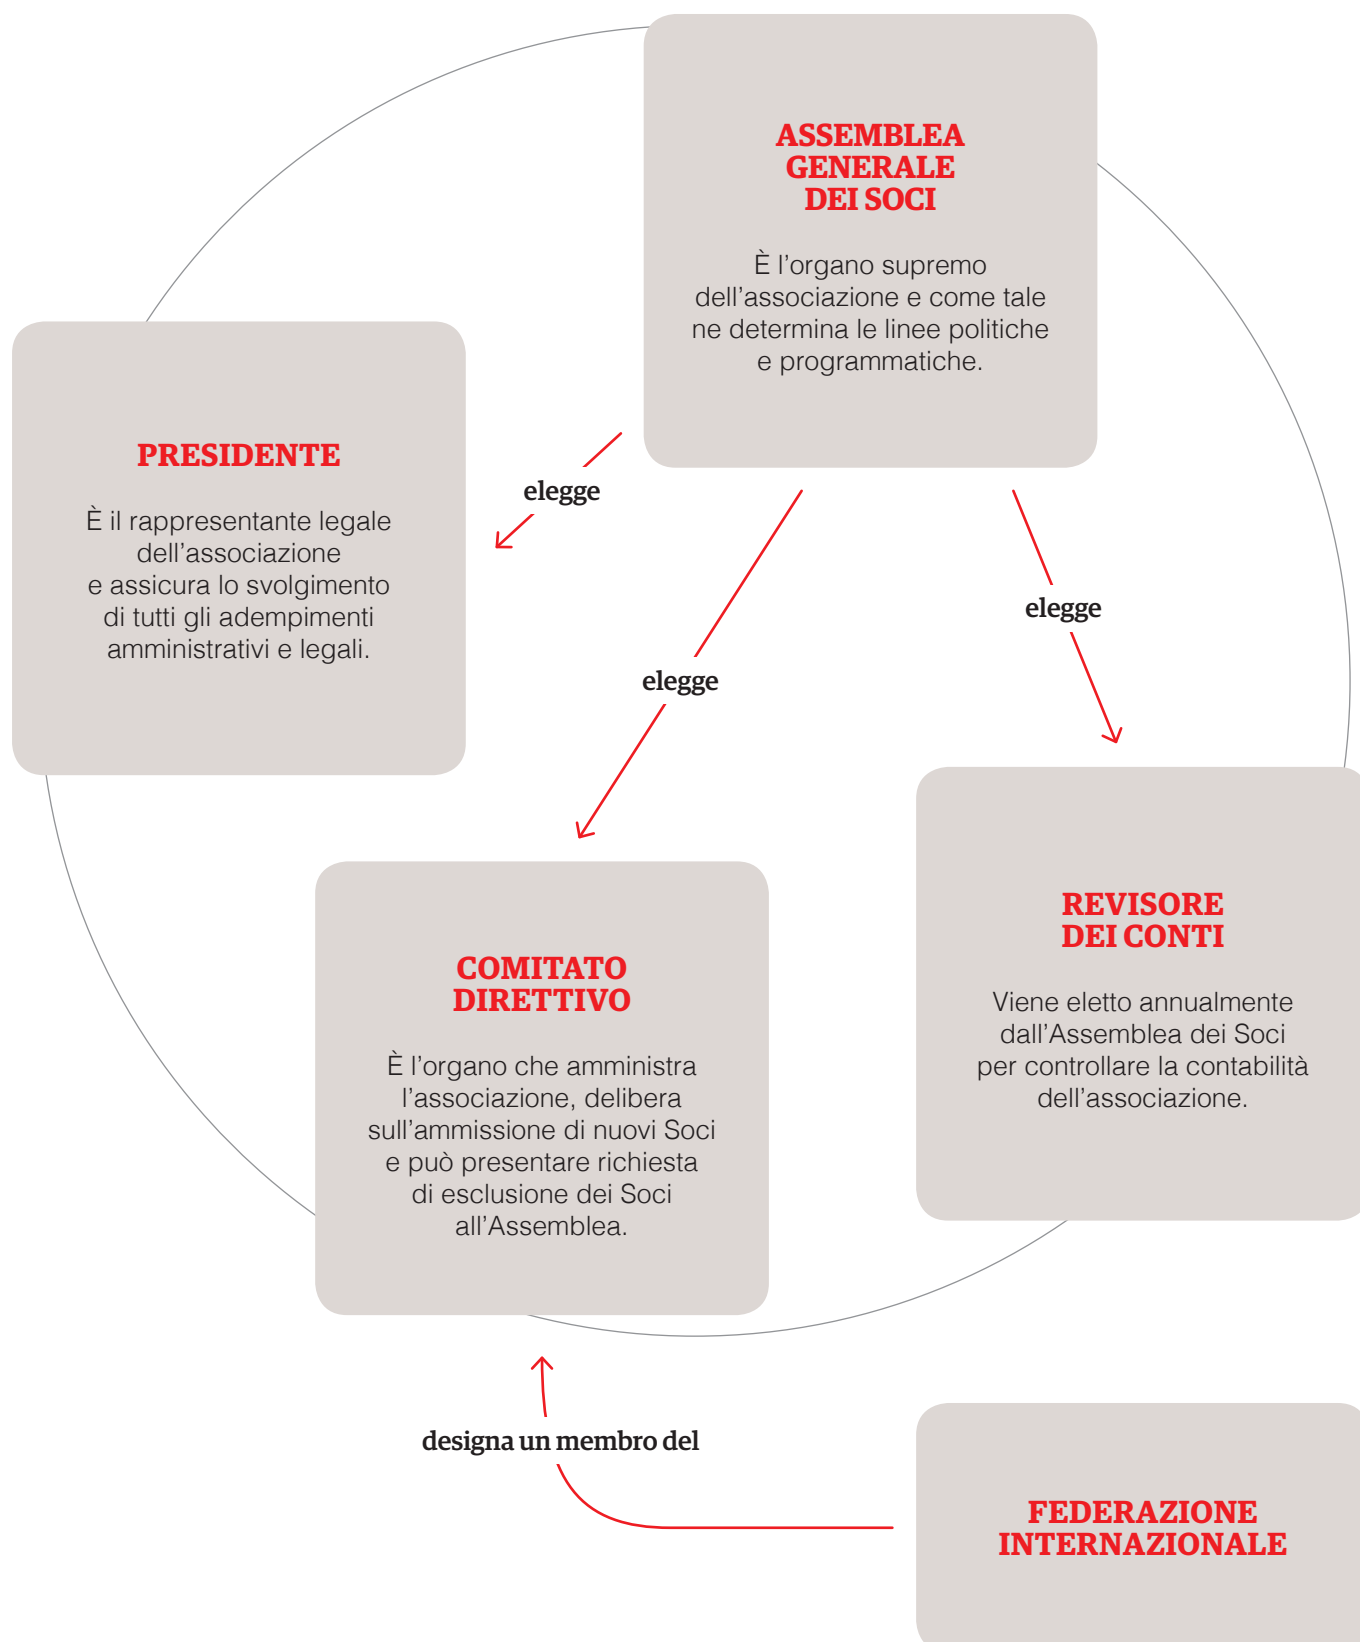 ASSEMBLEA
GENERALE
DEI SOCI
È l’organo supremo
dell’associazione e come tale
ne determina le linee politiche
e programmatiche.
PRESIDENTE
È il rappresentante legale
dell’associazione
e assicura lo svolgimento
di tutti gli adempimenti
amministrativi e legali.
elegge
elegge
elegge
COMITATO
DIRETTIVO
È l’organo che amministra
l’associazione, delibera
sull’ammissione di nuovi Soci
e può presentare richiesta
di esclusione dei Soci
all’Assemblea.
REVISORE
DEI CONTI
Viene eletto annualmente
dall’Assemblea dei Soci
per controllare la contabilità
dell’associazione.
designa un membro del
FEDERAZIONE
INTERNAZIONALE